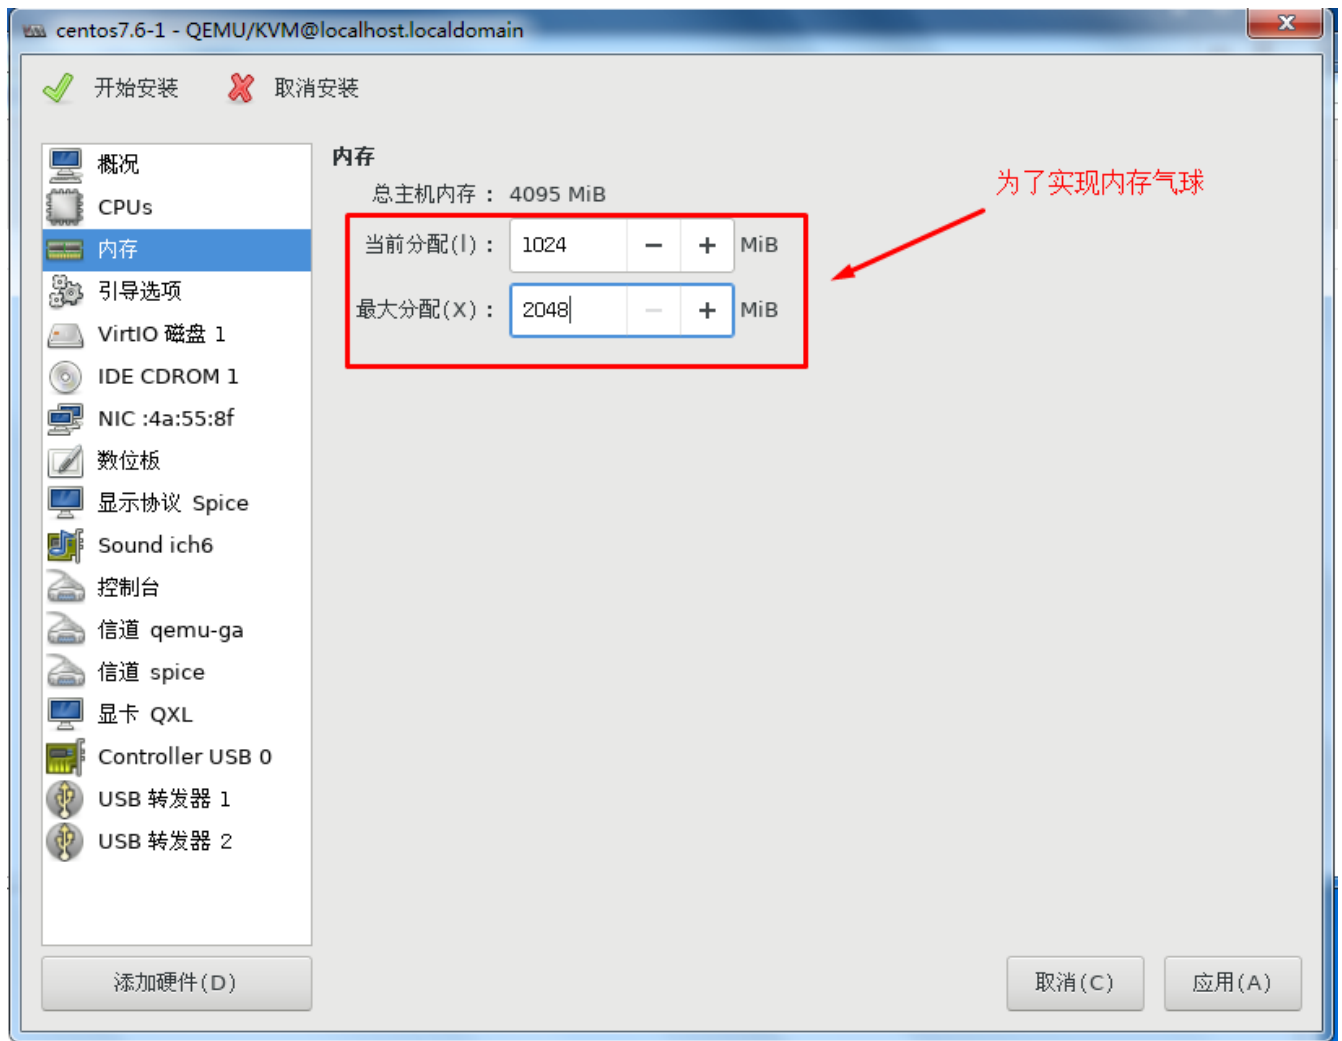 centos7.6-1 - QEMU/KVM@localhost.localdomain
开始安装 取消安装
概况
CPUs
内存
引导选项
VirtIO 磁盘 1
IDE CDROM 1
NIC :4a:55:8f
数位板
显示协议 Spice
Sound ich6
控制台
信道 qemu-ga
信道 spice
显卡 QXL
Controller USB 0
USB 转发器 1
USB 转发器 2
添加硬件(D)
内存
总主机内存： 4095 MiB
当前分配(l)： 1024 − + MiB
最大分配(X)： 2048 − + MiB
为了实现内存气球
取消(C) 应用(A)